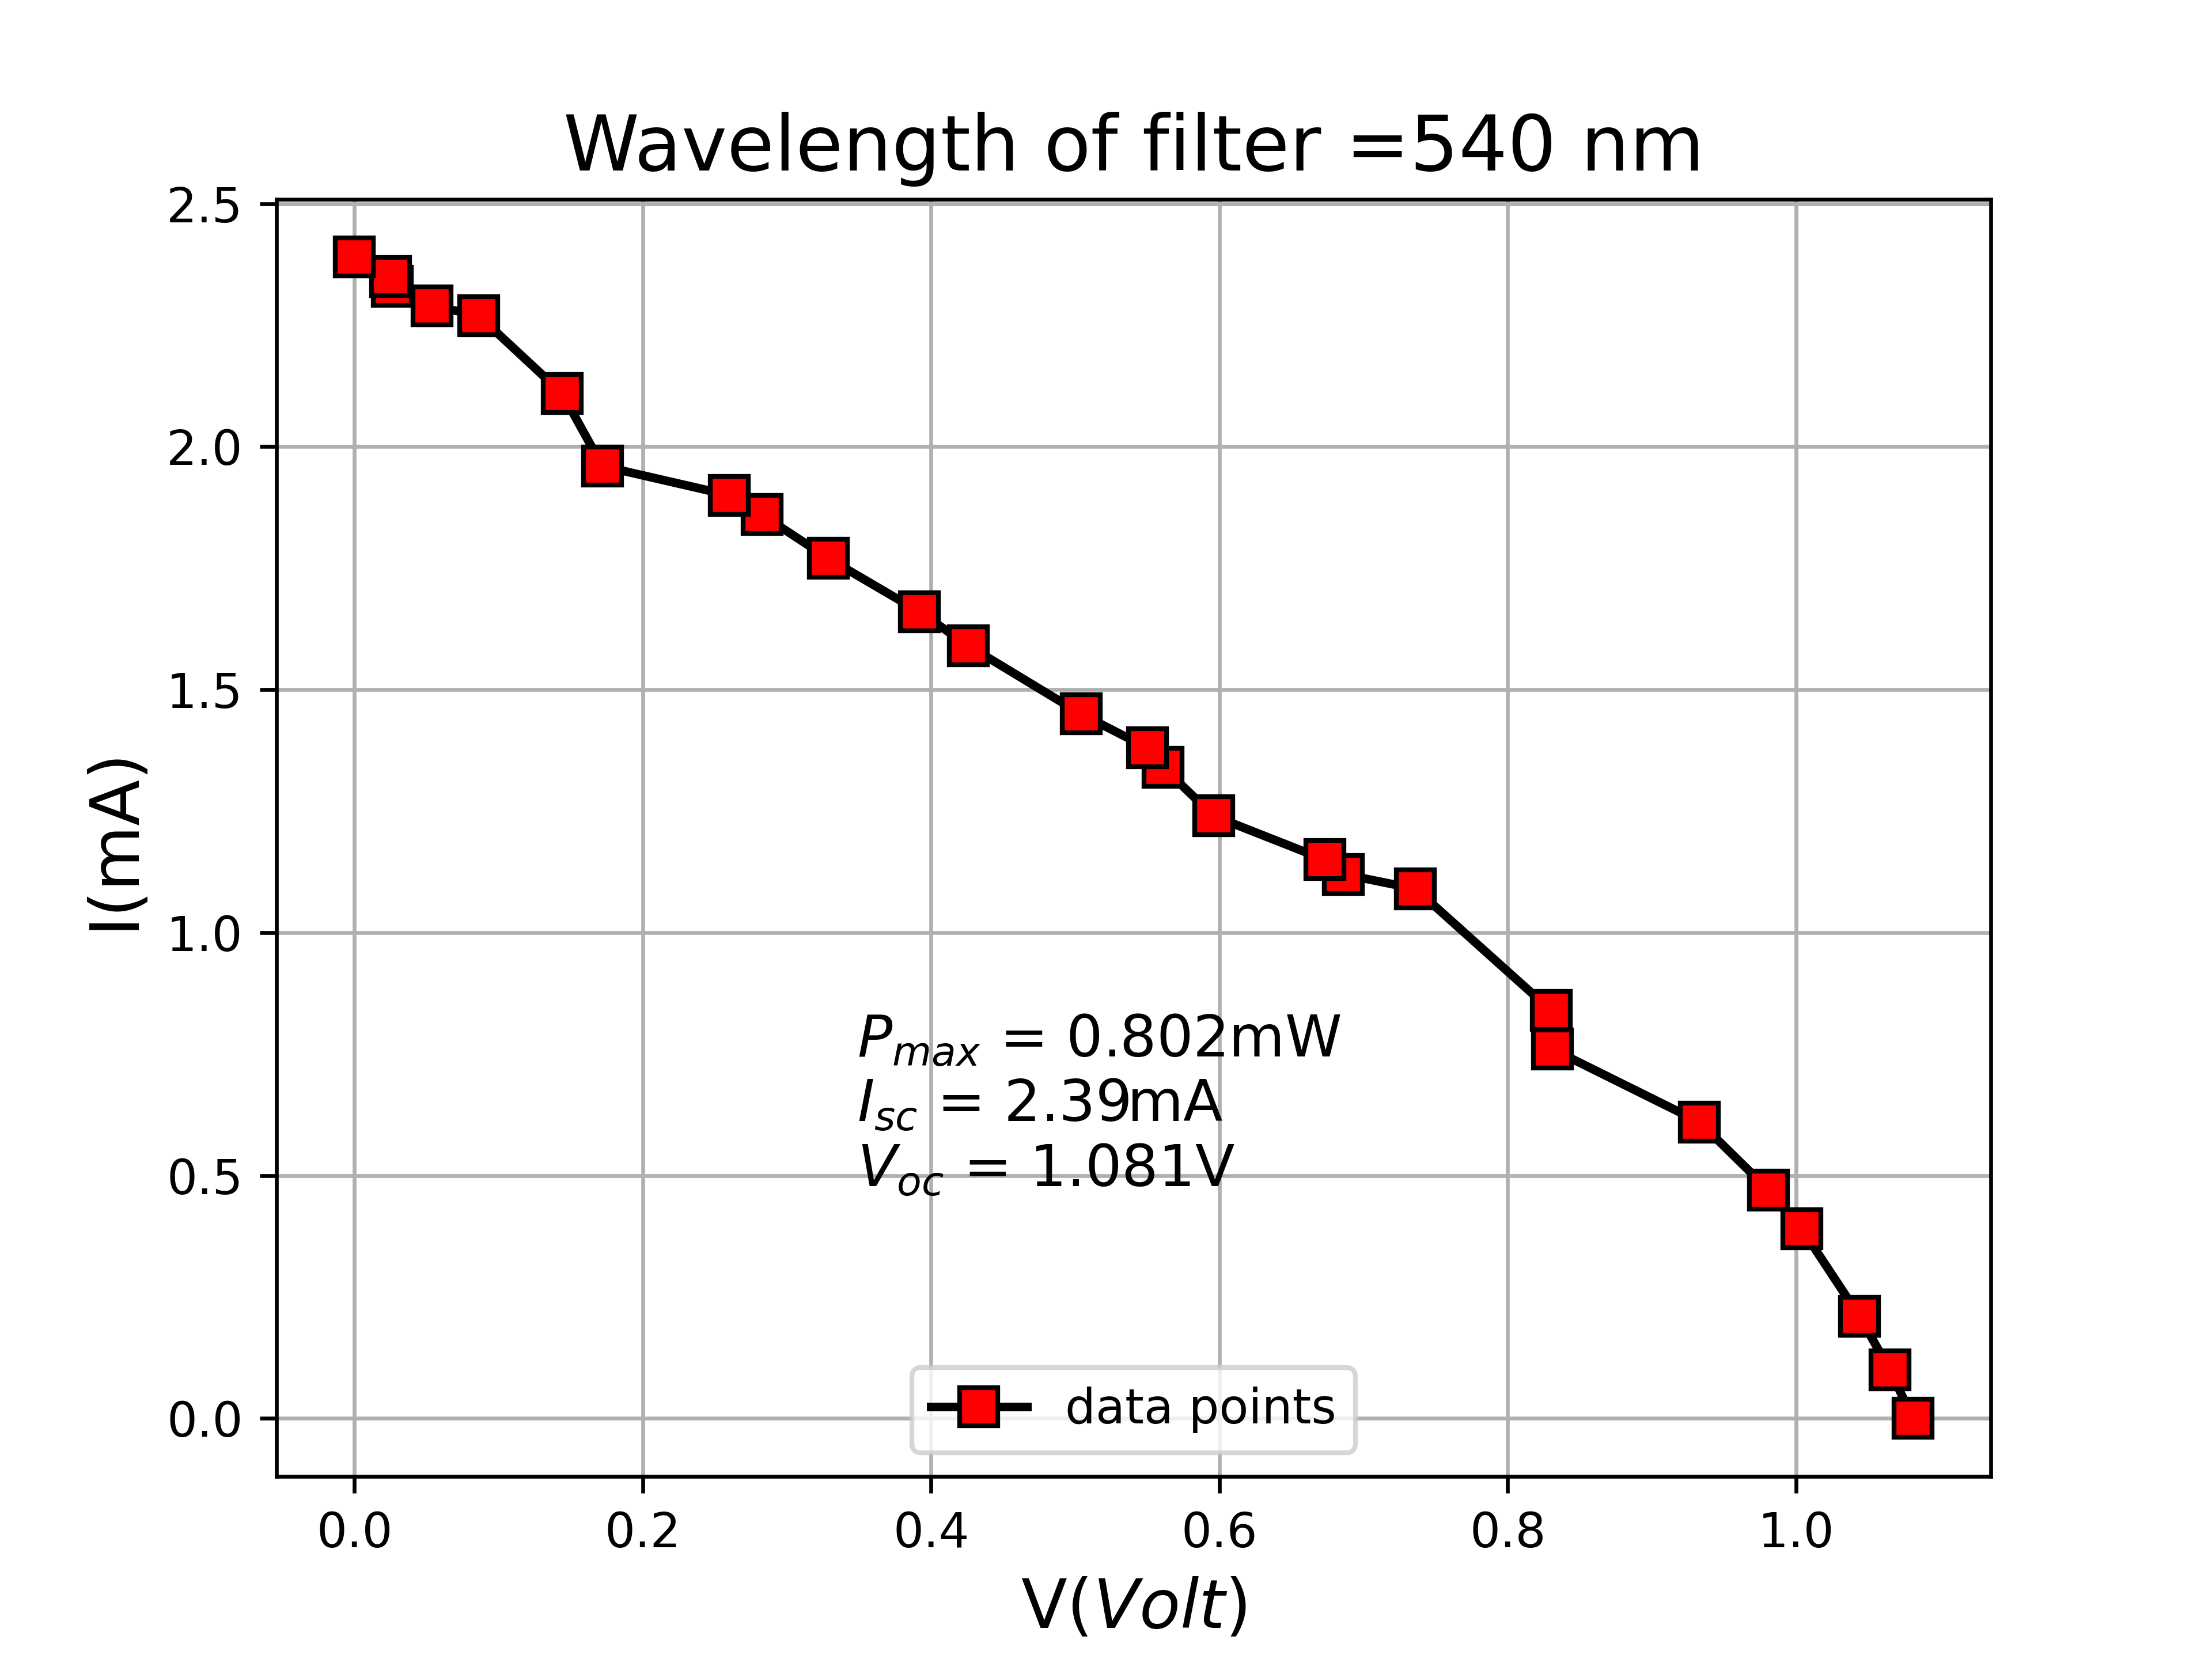 Wavelength of filter =540 nm
2.5
2.0
1.5
1.0
0.5
0.0
I(mA)
P_max = 0.802mW
I_sc = 2.39mA
V_oc = 1.081V
data points
0.0 0.2 0.4 0.6 0.8 1.0
V(Volt)